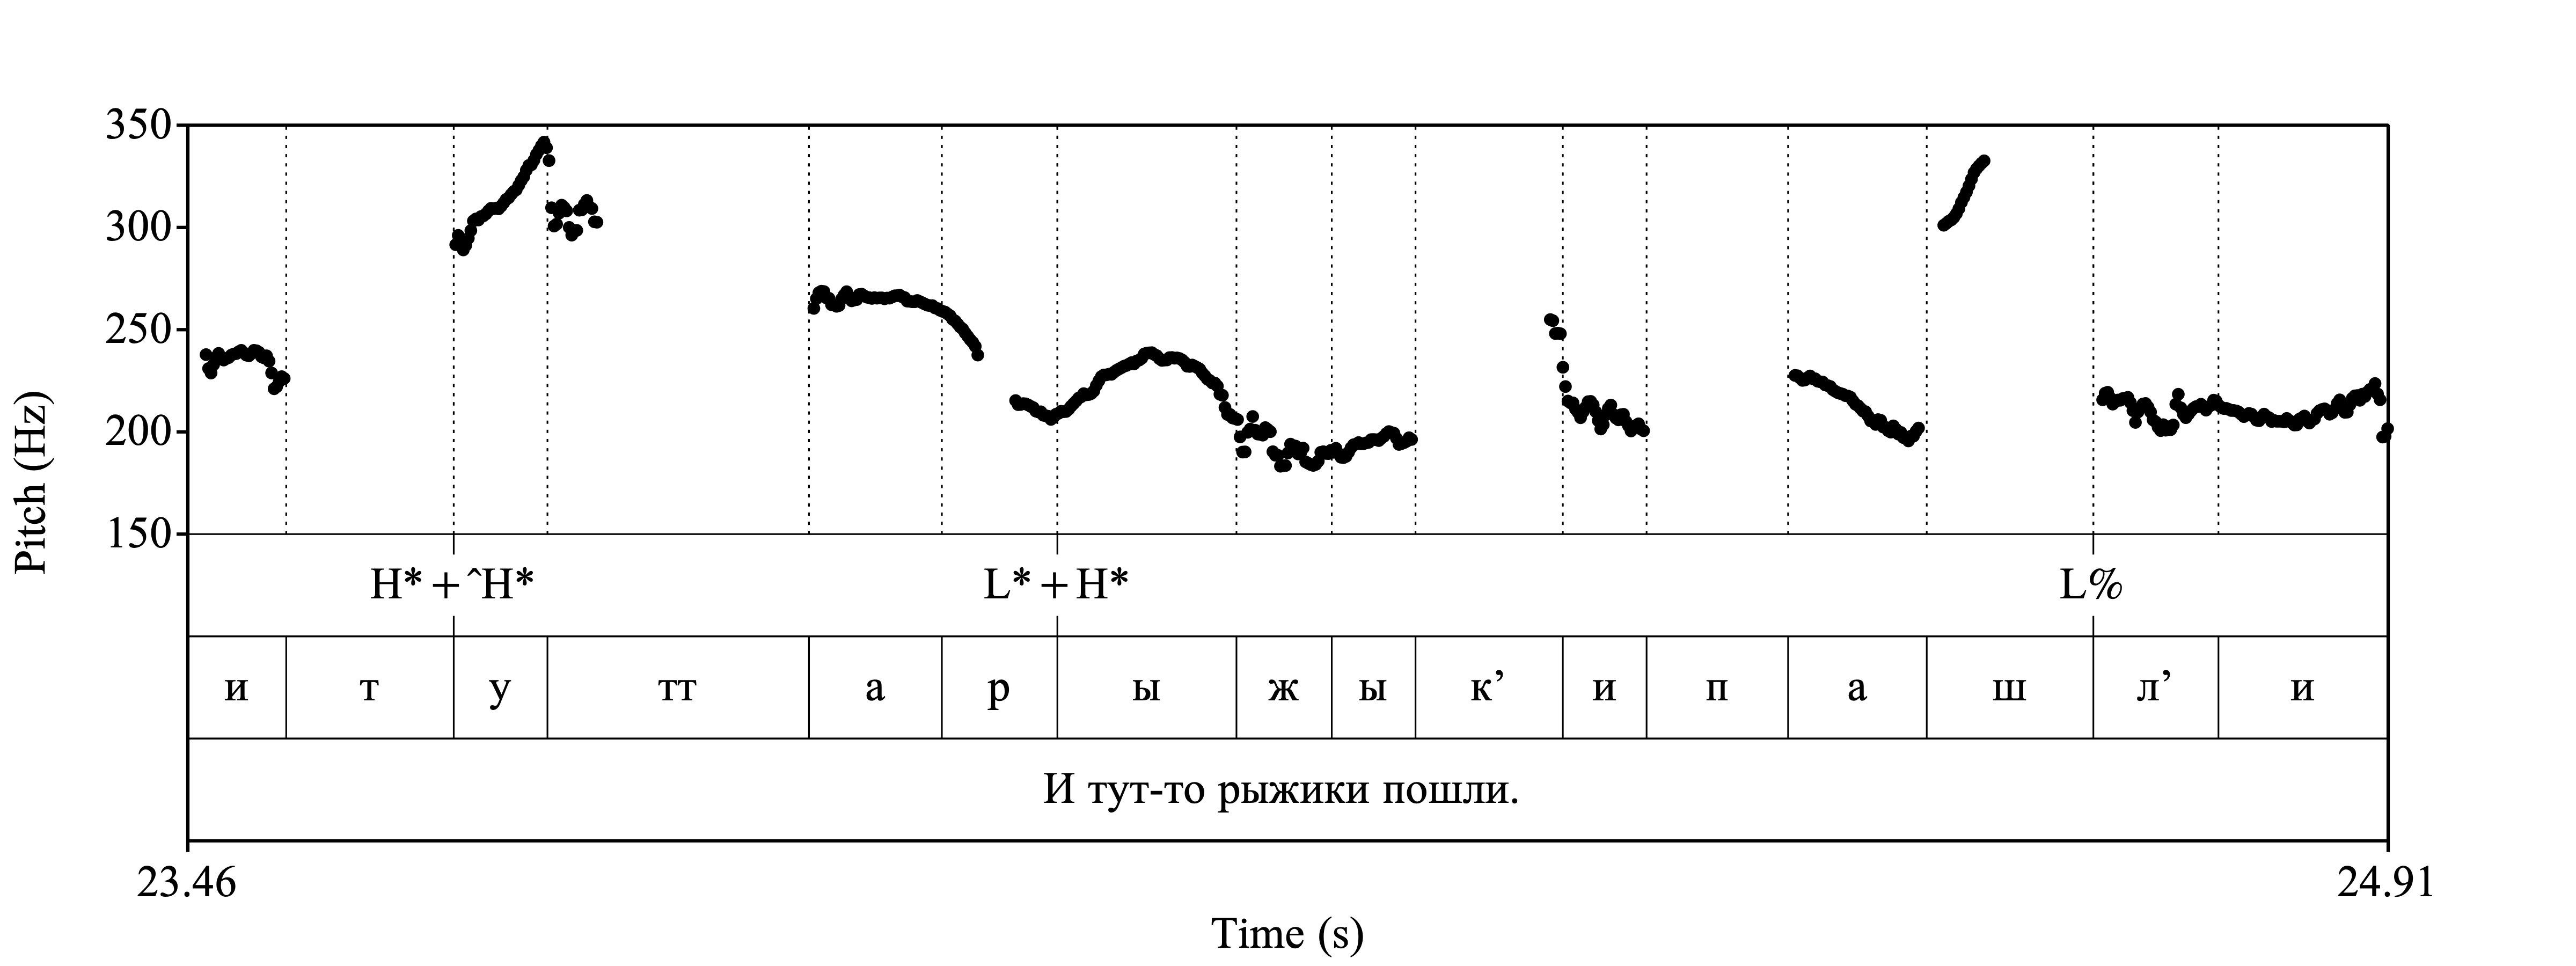 350
300
250
200
150
Pitch (Hz)
H* + ^H* L* + H* L%
и т у тт а р ы ж ы к’ и п а ш л’ и
И тут-то рыжики пошли.
23.46 24.91
Time (s)